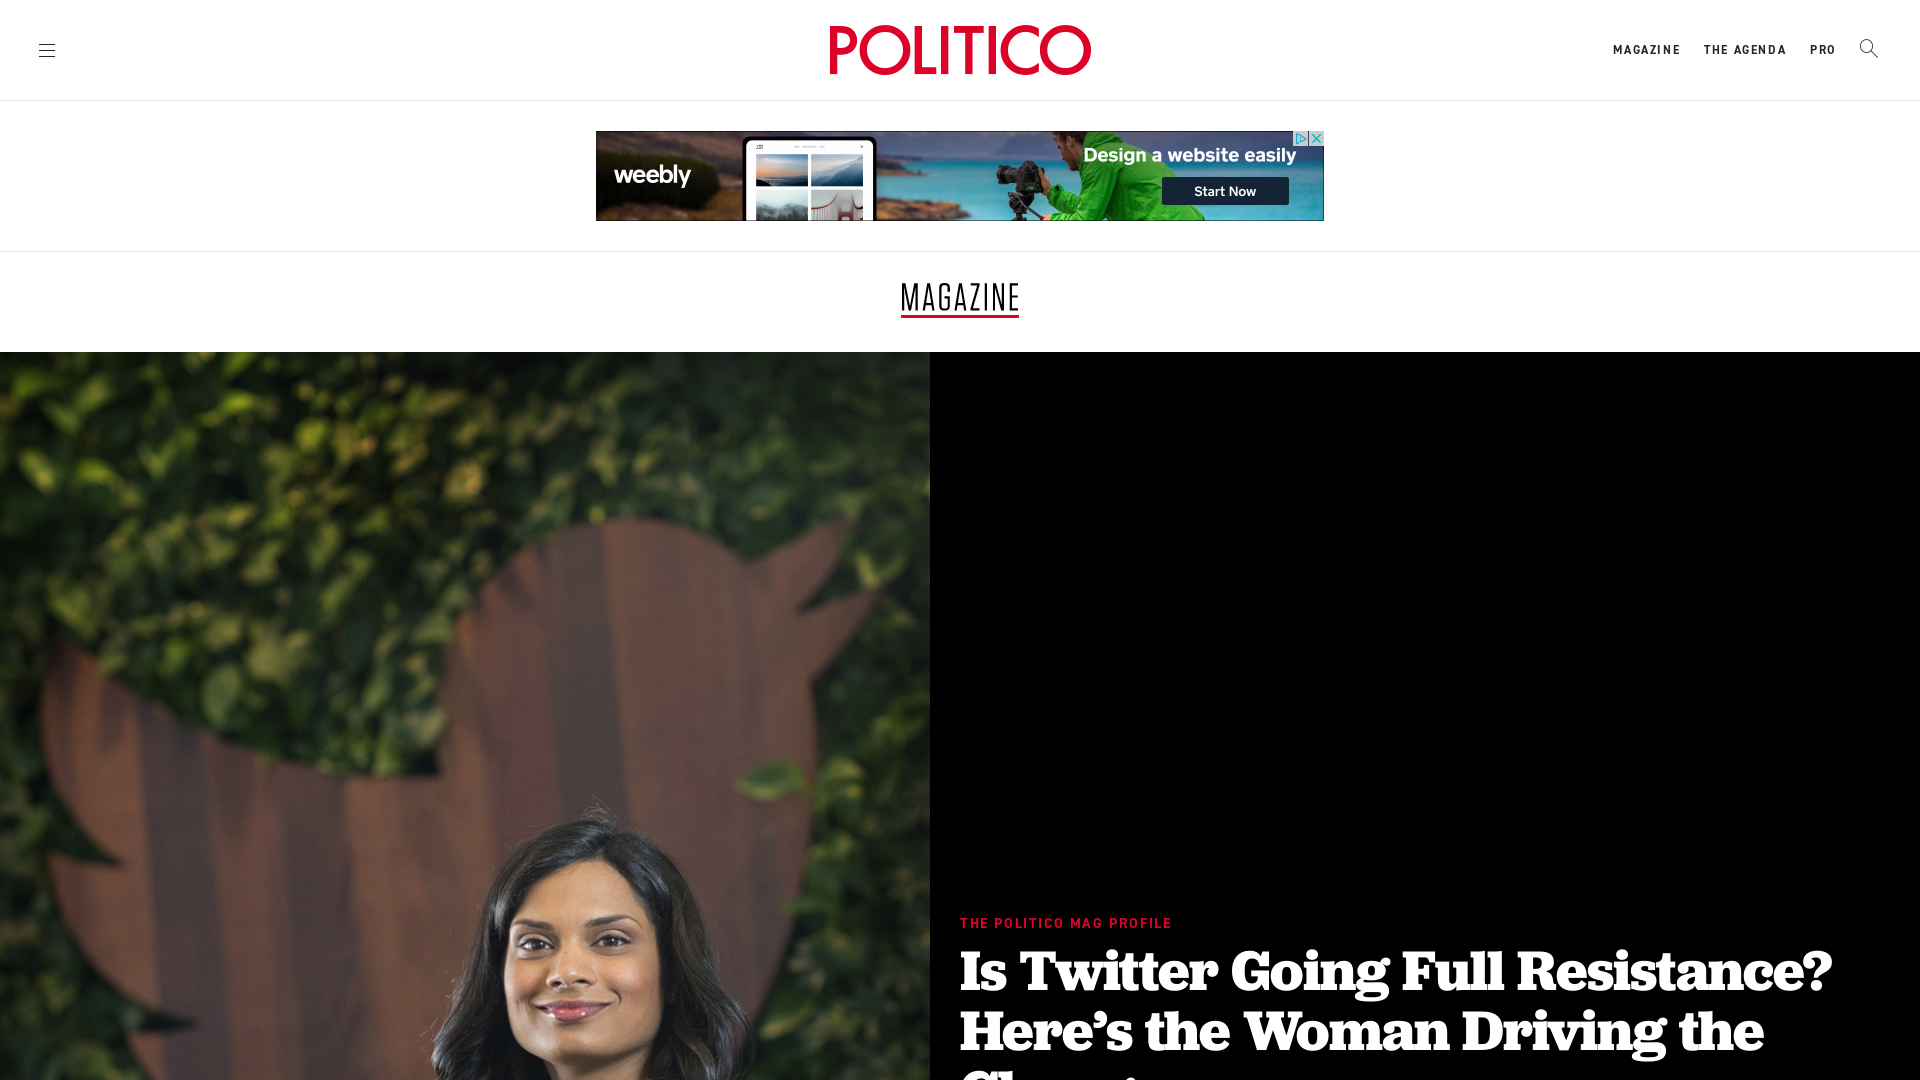 POLITICO
MAGAZINE THE AGENDA PRO
weebly
Design a website easily
Start Now
MAGAZINE
THE POLITICO MAG PROFILE
Is Twitter Going Full Resistance?
Here’s the Woman Driving the